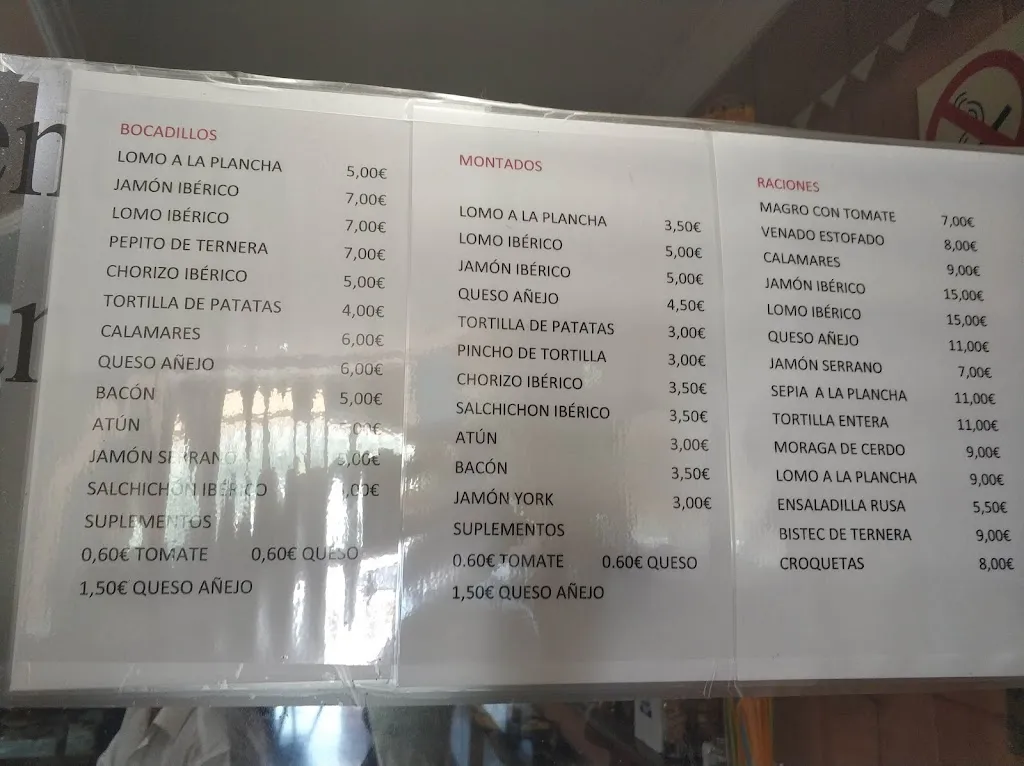 BOCADILLOS
LOMO A LA PLANCHA 5,00€
JAMÓN IBÉRICO 7,00€
LOMO IBÉRICO 7,00€
PEPITO DE TERNERA 7,00€
CHORIZO IBÉRICO 5,00€
TORTILLA DE PATATAS 4,00€
CALAMARES 6,00€
QUESO AÑEJO 6,00€
BACÓN 5,00€
ATÚN 5,00€
JAMÓN SERRANO 5,00€
SALCHICHON IBÉRICO
SUPLEMENTOS
0,60€ TOMATE 0,60€ QUESO
1,50€ QUESO AÑEJO
MONTADOS
LOMO A LA PLANCHA 3,50€
LOMO IBÉRICO 5,00€
JAMÓN IBÉRICO 5,00€
QUESO AÑEJO 4,50€
TORTILLA DE PATATAS 3,00€
PINCHO DE TORTILLA 3,00€
CHORIZO IBÉRICO 3,50€
SALCHICHON IBÉRICO 3,50€
ATÚN 3,00€
BACÓN 3,50€
JAMÓN YORK 3,00€
SUPLEMENTOS
0.60€ TOMATE 0.60€ QUESO
1,50€ QUESO AÑEJO
RACIONES
MAGRO CON TOMATE 7,00€
VENADO ESTOFADO 8,00€
CALAMARES 9,00€
JAMÓN IBÉRICO 15,00€
LOMO IBÉRICO 15,00€
QUESO AÑEJO 11,00€
JAMÓN SERRANO 7,00€
SEPIA A LA PLANCHA 11,00€
TORTILLA ENTERA 11,00€
MORAGA DE CERDO 9,00€
LOMO A LA PLANCHA 9,00€
ENSALADILLA RUSA 5,50€
BISTEC DE TERNERA 9,00€
CROQUETAS 8,00€